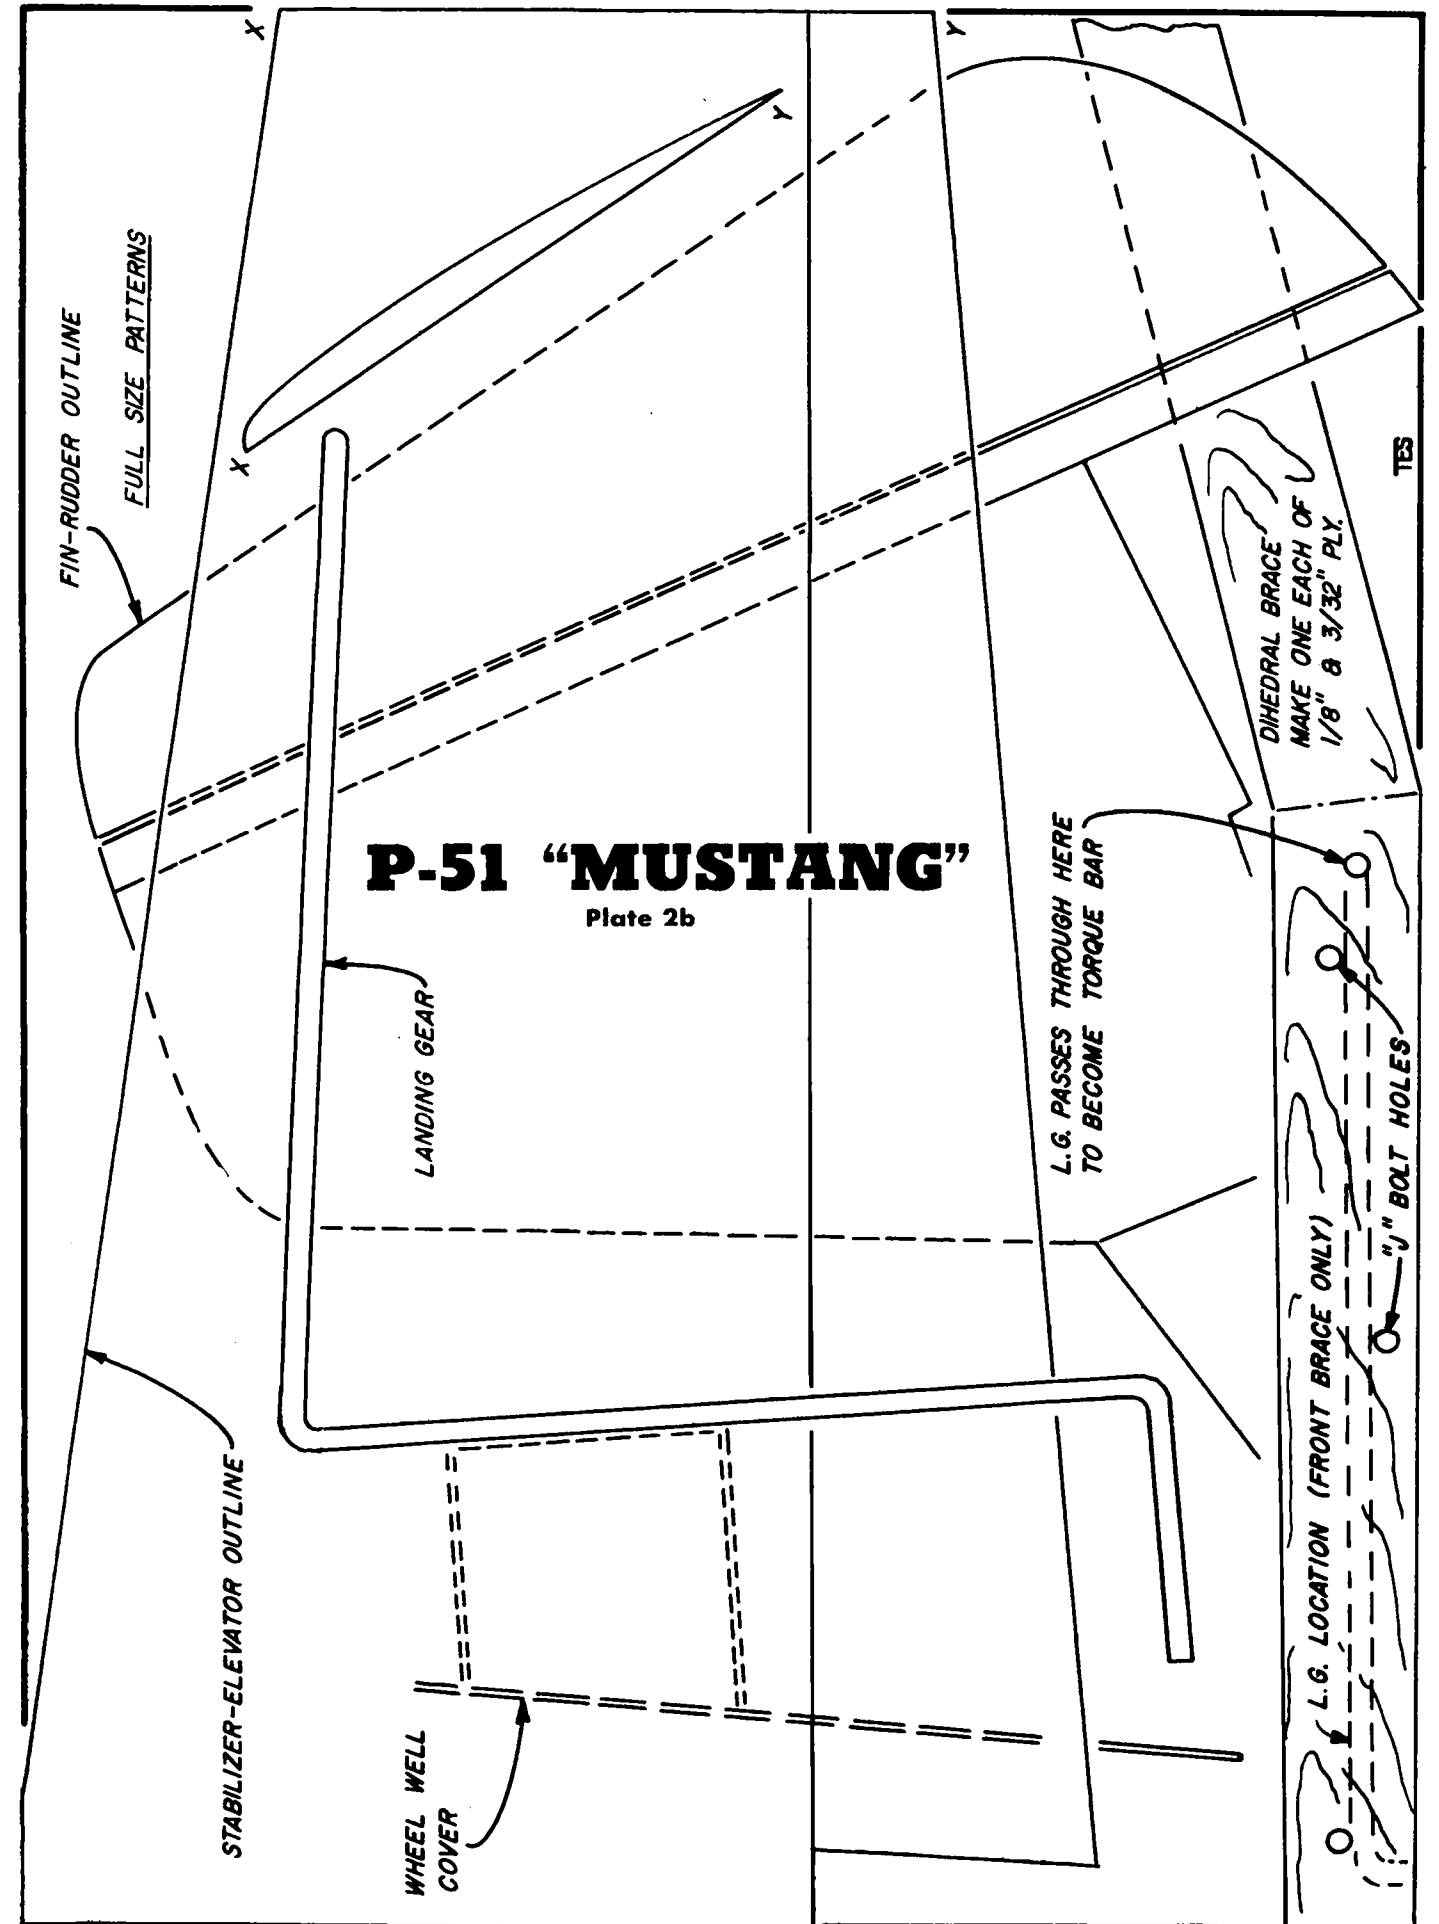 P-51 “MUSTANG”
Plate 2b
FIN-RUDDER OUTLINE
FULL SIZE PATTERNS
X
Y
X
Y
STABILIZER-ELEVATOR OUTLINE
LANDING GEAR
WHEEL WELL
COVER
L.G. PASSES THROUGH HERE
TO BECOME TORQUE BAR
DIHEDRAL BRACE
MAKE ONE EACH OF
1/8" & 3/32" PLY.
TES
L.G. LOCATION (FRONT BRACE ONLY)
"J" BOLT HOLES